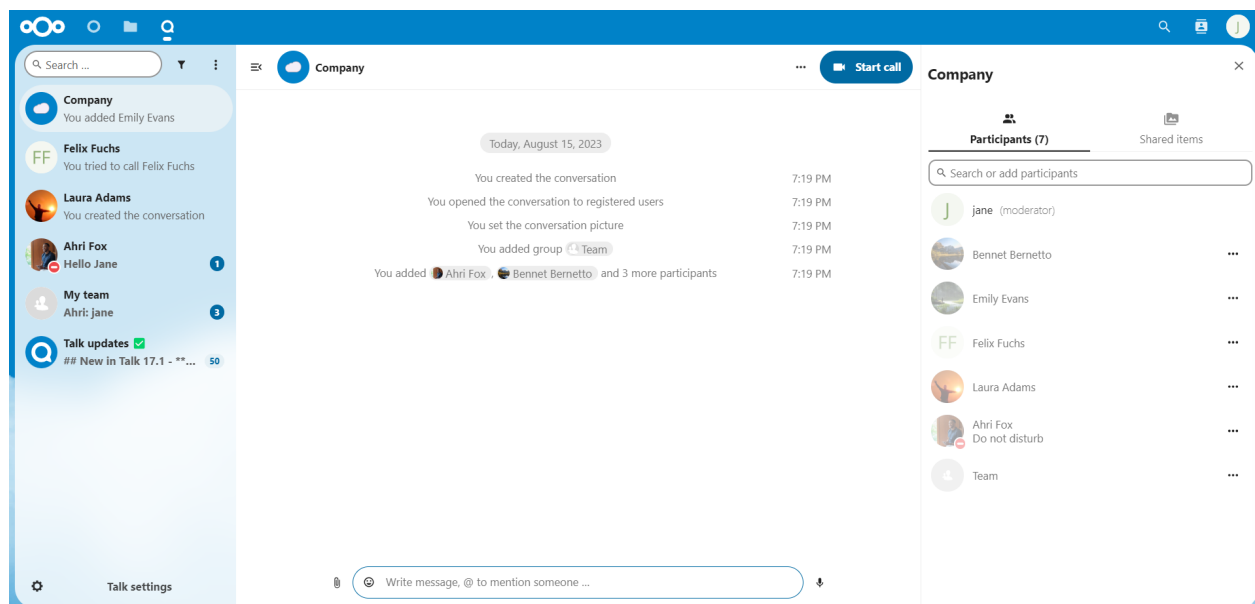 J
Search ...
Company
You added Emily Evans
FF
Felix Fuchs
You tried to call Felix Fuchs
Laura Adams
You created the conversation
Ahri Fox
Hello Jane
1
My team
Ahri: jane
3
Talk updates ✅
## New in Talk 17.1 - **...
50
Talk settings
Company
Start call
Today, August 15, 2023
You created the conversation 7:19 PM
You opened the conversation to registered users 7:19 PM
You set the conversation picture 7:19 PM
You added group Team 7:19 PM
You added Ahri Fox , Bennet Bernetto and 3 more participants 7:19 PM
Write message, @ to mention someone ...
Company
Participants (7)
Shared items
Search or add participants
J
jane (moderator)
Bennet Bernetto
Emily Evans
FF
Felix Fuchs
Laura Adams
Ahri Fox
Do not disturb
Team